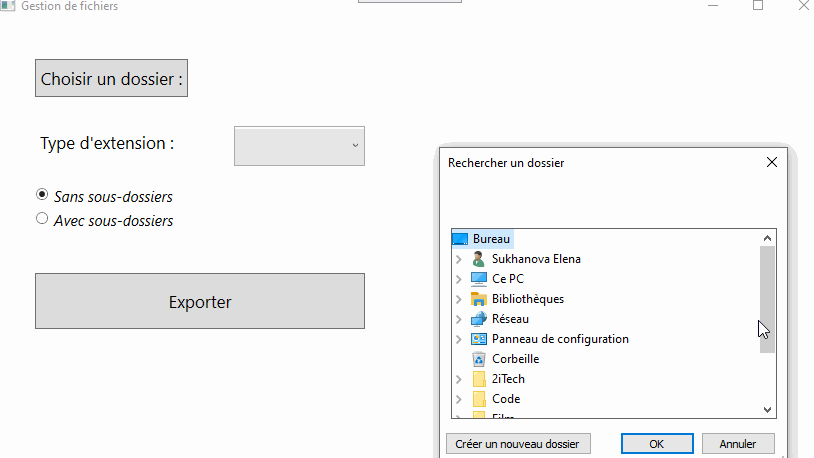 Gestion de fichiers
Choisir un dossier :
Type d'extension :
Sans sous-dossiers
Avec sous-dossiers
Exporter
Rechercher un dossier
Bureau
Sukhanova Elena
Ce PC
Bibliothèques
Réseau
Panneau de configuration
Corbeille
2iTech
Code
Film
Créer un nouveau dossier
OK
Annuler